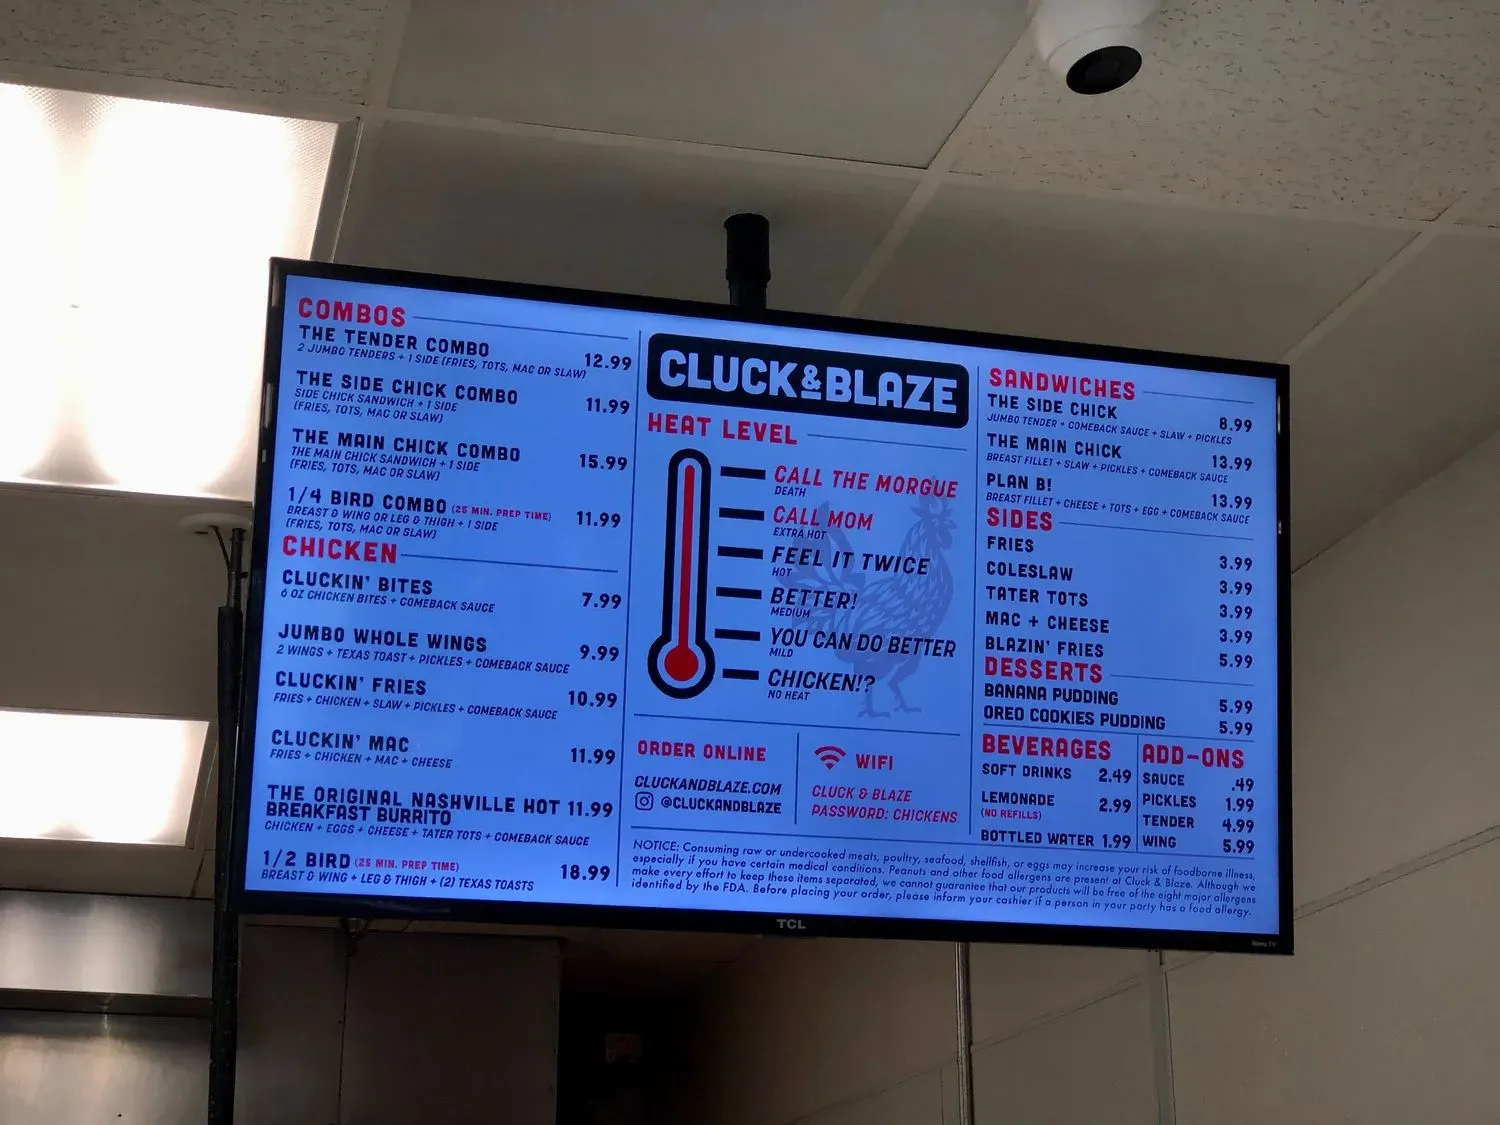 COMBOS
THE TENDER COMBO 12.99
2 JUMBO TENDERS + 1 SIDE (FRIES, TOTS, MAC OR SLAW)
THE SIDE CHICK COMBO 11.99
SIDE CHICK SANDWICH + 1 SIDE
(FRIES, TOTS, MAC OR SLAW)
THE MAIN CHICK COMBO 15.99
THE MAIN CHICK SANDWICH + 1 SIDE
(FRIES, TOTS, MAC OR SLAW)
1/4 BIRD COMBO (25 MIN. PREP TIME) 11.99
BREAST & WING OR LEG & THIGH + 1 SIDE
(FRIES, TOTS, MAC OR SLAW)
CHICKEN
CLUCKIN' BITES 7.99
6 OZ CHICKEN BITES + COMEBACK SAUCE
JUMBO WHOLE WINGS 9.99
2 WINGS + TEXAS TOAST + PICKLES + COMEBACK SAUCE
CLUCKIN' FRIES 10.99
FRIES + CHICKEN + SLAW + PICKLES + COMEBACK SAUCE
CLUCKIN' MAC 11.99
FRIES + CHICKEN + MAC + CHEESE
THE ORIGINAL NASHVILLE HOT 11.99
BREAKFAST BURRITO
CHICKEN + EGGS + CHEESE + TATER TOTS + COMEBACK SAUCE
1/2 BIRD (25 MIN. PREP TIME) 18.99
BREAST & WING + LEG & THIGH + (2) TEXAS TOASTS
CLUCK & BLAZE
HEAT LEVEL
CALL THE MORGUE
DEATH
CALL MOM
EXTRA HOT
FEEL IT TWICE
HOT
BETTER!
MEDIUM
YOU CAN DO BETTER
MILD
CHICKEN!?
NO HEAT
ORDER ONLINE
CLUCKANDBLAZE.COM
@CLUCKANDBLAZE
WIFI
CLUCK & BLAZE
PASSWORD: CHICKENS
SANDWICHES
THE SIDE CHICK 8.99
JUMBO TENDER + COMEBACK SAUCE + SLAW + PICKLES
THE MAIN CHICK 13.99
BREAST FILLET + SLAW + PICKLES + COMEBACK SAUCE
PLAN B! 13.99
BREAST FILLET + CHEESE + TOTS + EGG + COMEBACK SAUCE
SIDES
FRIES 3.99
COLESLAW 3.99
TATER TOTS 3.99
MAC + CHEESE 3.99
BLAZIN' FRIES 5.99
DESSERTS
BANANA PUDDING 5.99
OREO COOKIES PUDDING 5.99
BEVERAGES
SOFT DRINKS 2.49
LEMONADE 2.99
(NO REFILLS)
BOTTLED WATER 1.99
ADD-ONS
SAUCE .49
PICKLES 1.99
TENDER 4.99
WING 5.99
NOTICE: Consuming raw or undercooked meats, poultry, seafood, shellfish, or eggs may increase your risk of foodborne illness,
especially if you have certain medical conditions. Peanuts and other food allergens are present at Cluck & Blaze. Although we
make every effort to keep these items separated, we cannot guarantee that our products will be free of the eight major allergens
identified by the FDA. Before placing your order, please inform your cashier if a person in your party has a food allergy.
TCL
Roku TV